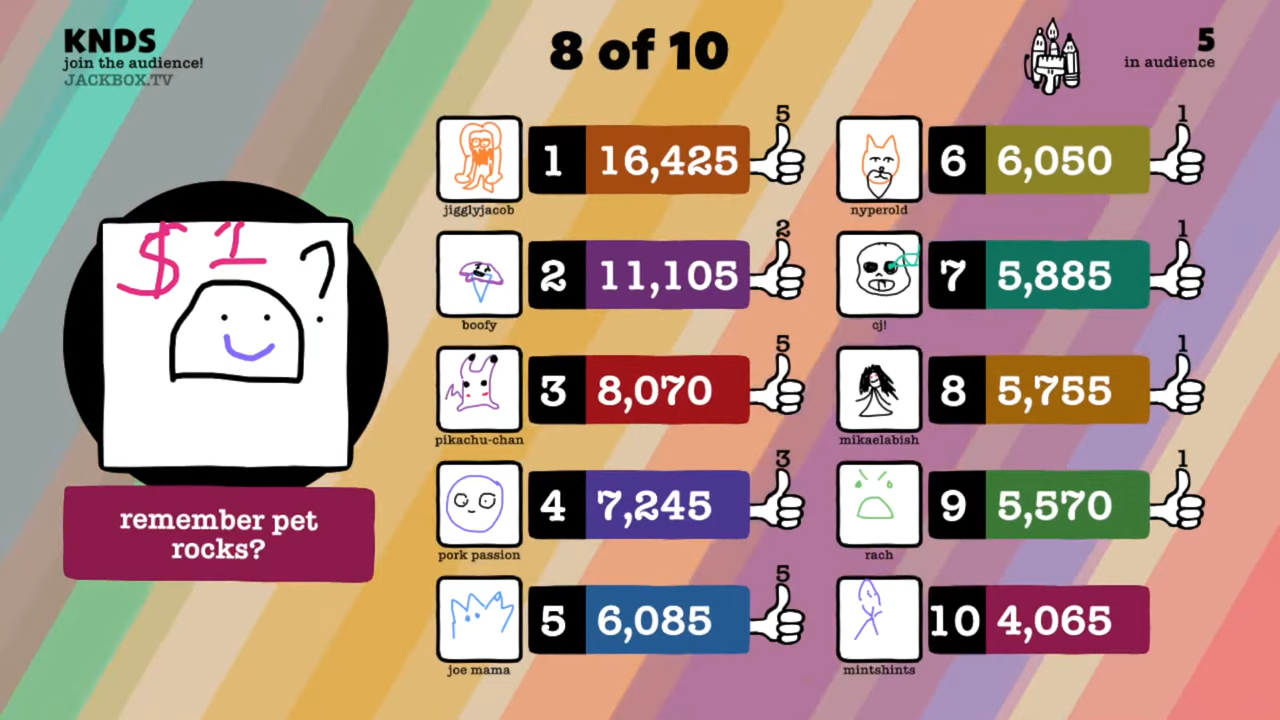 KNDS
join the audience!
JACKBOX.TV
8 of 10
5
in audience
$1?
remember pet
rocks?
5
1 16,425
jigglyjacob
2
2 11,105
boofy
5
3 8,070
pikachu-chan
3
4 7,245
pork passion
5
5 6,085
joe mama
1
6 6,050
nyperold
1
7 5,885
cj!
1
8 5,755
mikaelabish
1
9 5,570
rach
10 4,065
mintshints